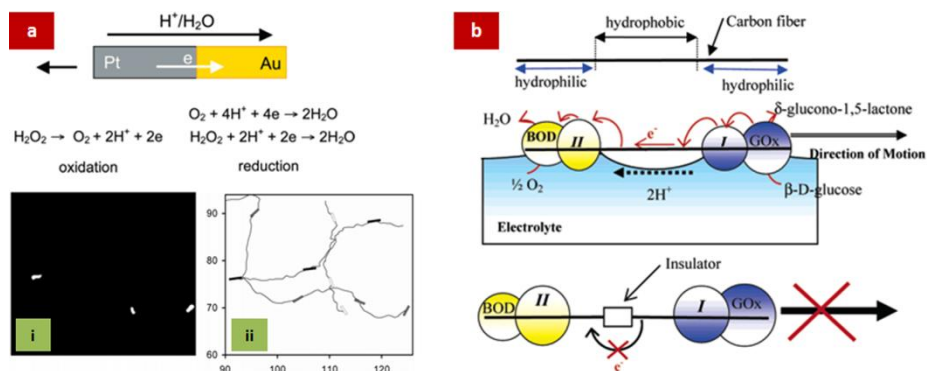 a
H⁺/H₂O
Pt
e
Au
O₂ + 4H⁺ + 4e → 2H₂O
H₂O₂ → O₂ + 2H⁺ + 2e
H₂O₂ + 2H⁺ + 2e → 2H₂O
oxidation
reduction
i
ii
90
80
70
60
90
100
110
120
b
hydrophobic
Carbon fiber
hydrophilic
hydrophilic
H₂O
δ-glucono-1,5-lactone
BOD
II
e⁻
I
GOx
Direction of Motion
½ O₂
2H⁺
β-D-glucose
Electrolyte
Insulator
BOD
II
I
GOx
e⁻